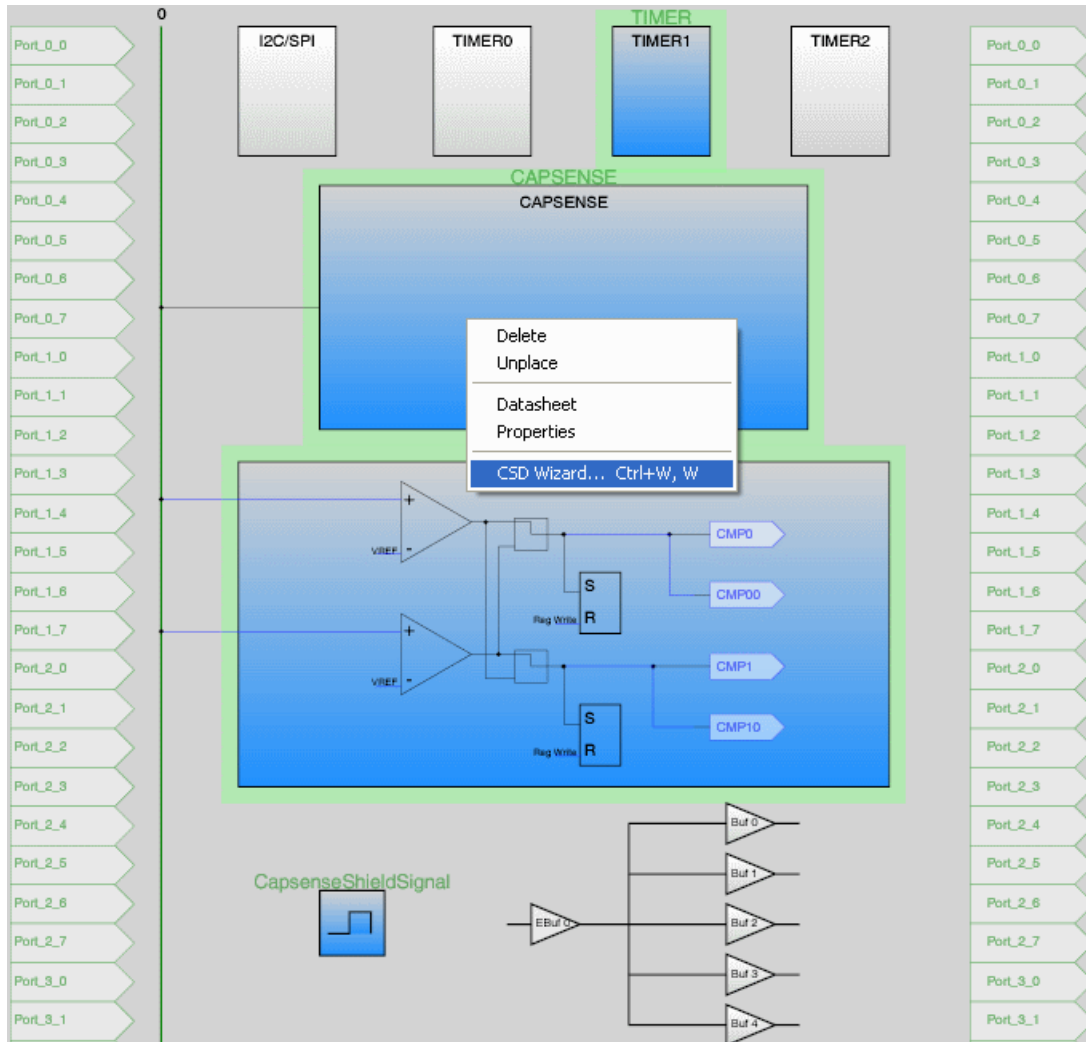 0
TIMER
I2C/SPI
TIMER0
TIMER1
TIMER2
CAPSENSE
CAPSENSE
Delete
Unplace
Datasheet
Properties
CSD Wizard... Ctrl+W, W
+
VREF
-
CMP0
CMP00
S
R
Reg Write
+
VREF
-
CMP1
CMP10
S
R
Reg Write
CapsenseShieldSignal
EBuf 0
Buf 0
Buf 1
Buf 2
Buf 3
Buf 4
Port_0_0
Port_0_1
Port_0_2
Port_0_3
Port_0_4
Port_0_5
Port_0_6
Port_0_7
Port_1_0
Port_1_1
Port_1_2
Port_1_3
Port_1_4
Port_1_5
Port_1_6
Port_1_7
Port_2_0
Port_2_1
Port_2_2
Port_2_3
Port_2_4
Port_2_5
Port_2_6
Port_2_7
Port_3_0
Port_3_1
Port_0_0
Port_0_1
Port_0_2
Port_0_3
Port_0_4
Port_0_5
Port_0_6
Port_0_7
Port_1_0
Port_1_1
Port_1_2
Port_1_3
Port_1_4
Port_1_5
Port_1_6
Port_1_7
Port_2_0
Port_2_1
Port_2_2
Port_2_3
Port_2_4
Port_2_5
Port_2_6
Port_2_7
Port_3_0
Port_3_1